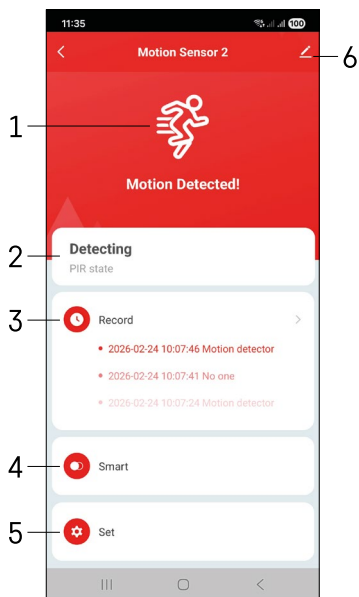 11:35
100
Motion Sensor 2
6
1
Motion Detected!
2
Detecting
PIR state
3
Record
2026-02-24 10:07:46 Motion detector
2026-02-24 10:07:41 No one
2026-02-24 10:07:24 Motion detector
4
Smart
5
Set